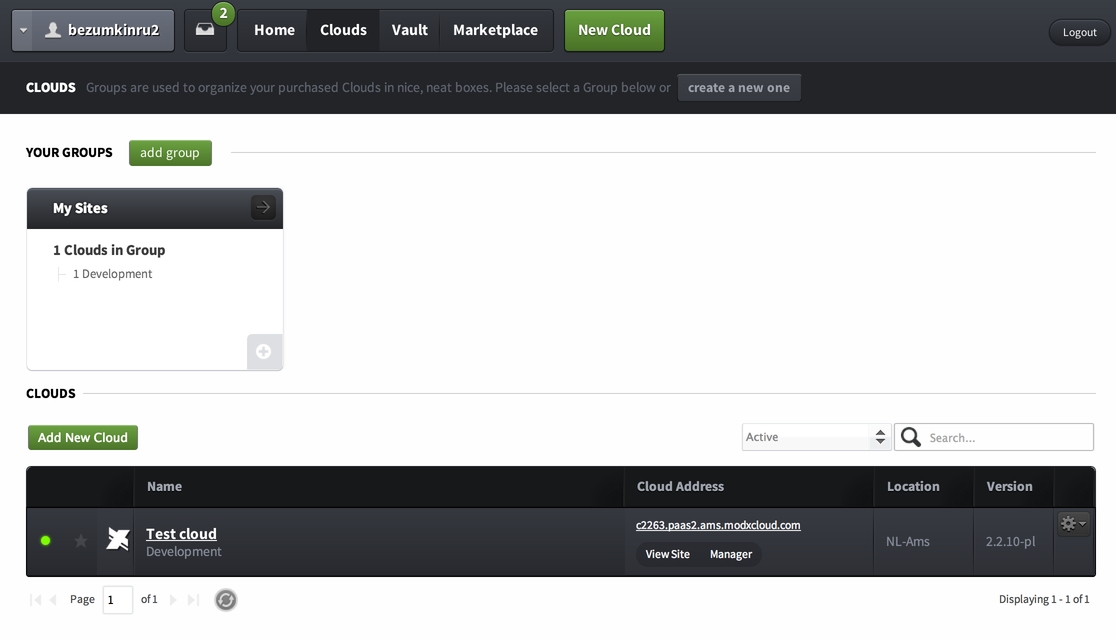 bezumkinru2
2
Home
Clouds
Vault
Marketplace
New Cloud
Logout
CLOUDS Groups are used to organize your purchased Clouds in nice, neat boxes. Please select a Group below or create a new one
YOUR GROUPS add group
My Sites
1 Clouds in Group
1 Development
CLOUDS
Add New Cloud
Active
Search...
Name
Cloud Address
Location
Version
Test cloud
Development
c2263.paas2.ams.modxcloud.com
View Site
Manager
NL-Ams
2.2.10-pl
Page 1 of 1
Displaying 1 - 1 of 1